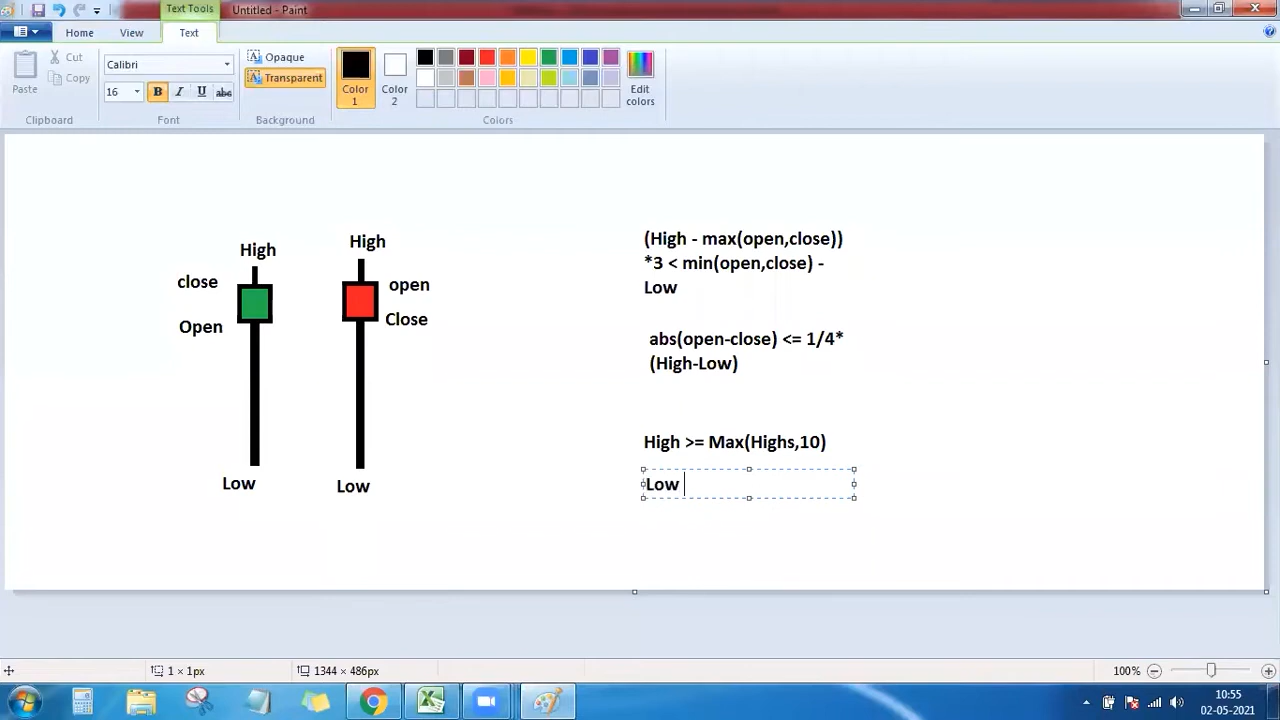 Text Tools
Untitled - Paint
Home
View
Text
Paste
Cut
Copy
Clipboard
Calibri
16
B I U abc
Font
Opaque
Transparent
Background
Color 1
Color 2
Edit colors
Colors
High
close
Open
Low
High
open
Close
Low
(High - max(open,close))
*3 < min(open,close) -
Low
abs(open-close) <= 1/4*
(High-Low)
High >= Max(Highs,10)
Low
1 × 1px
1344 × 486px
100%
10:55
02-05-2021